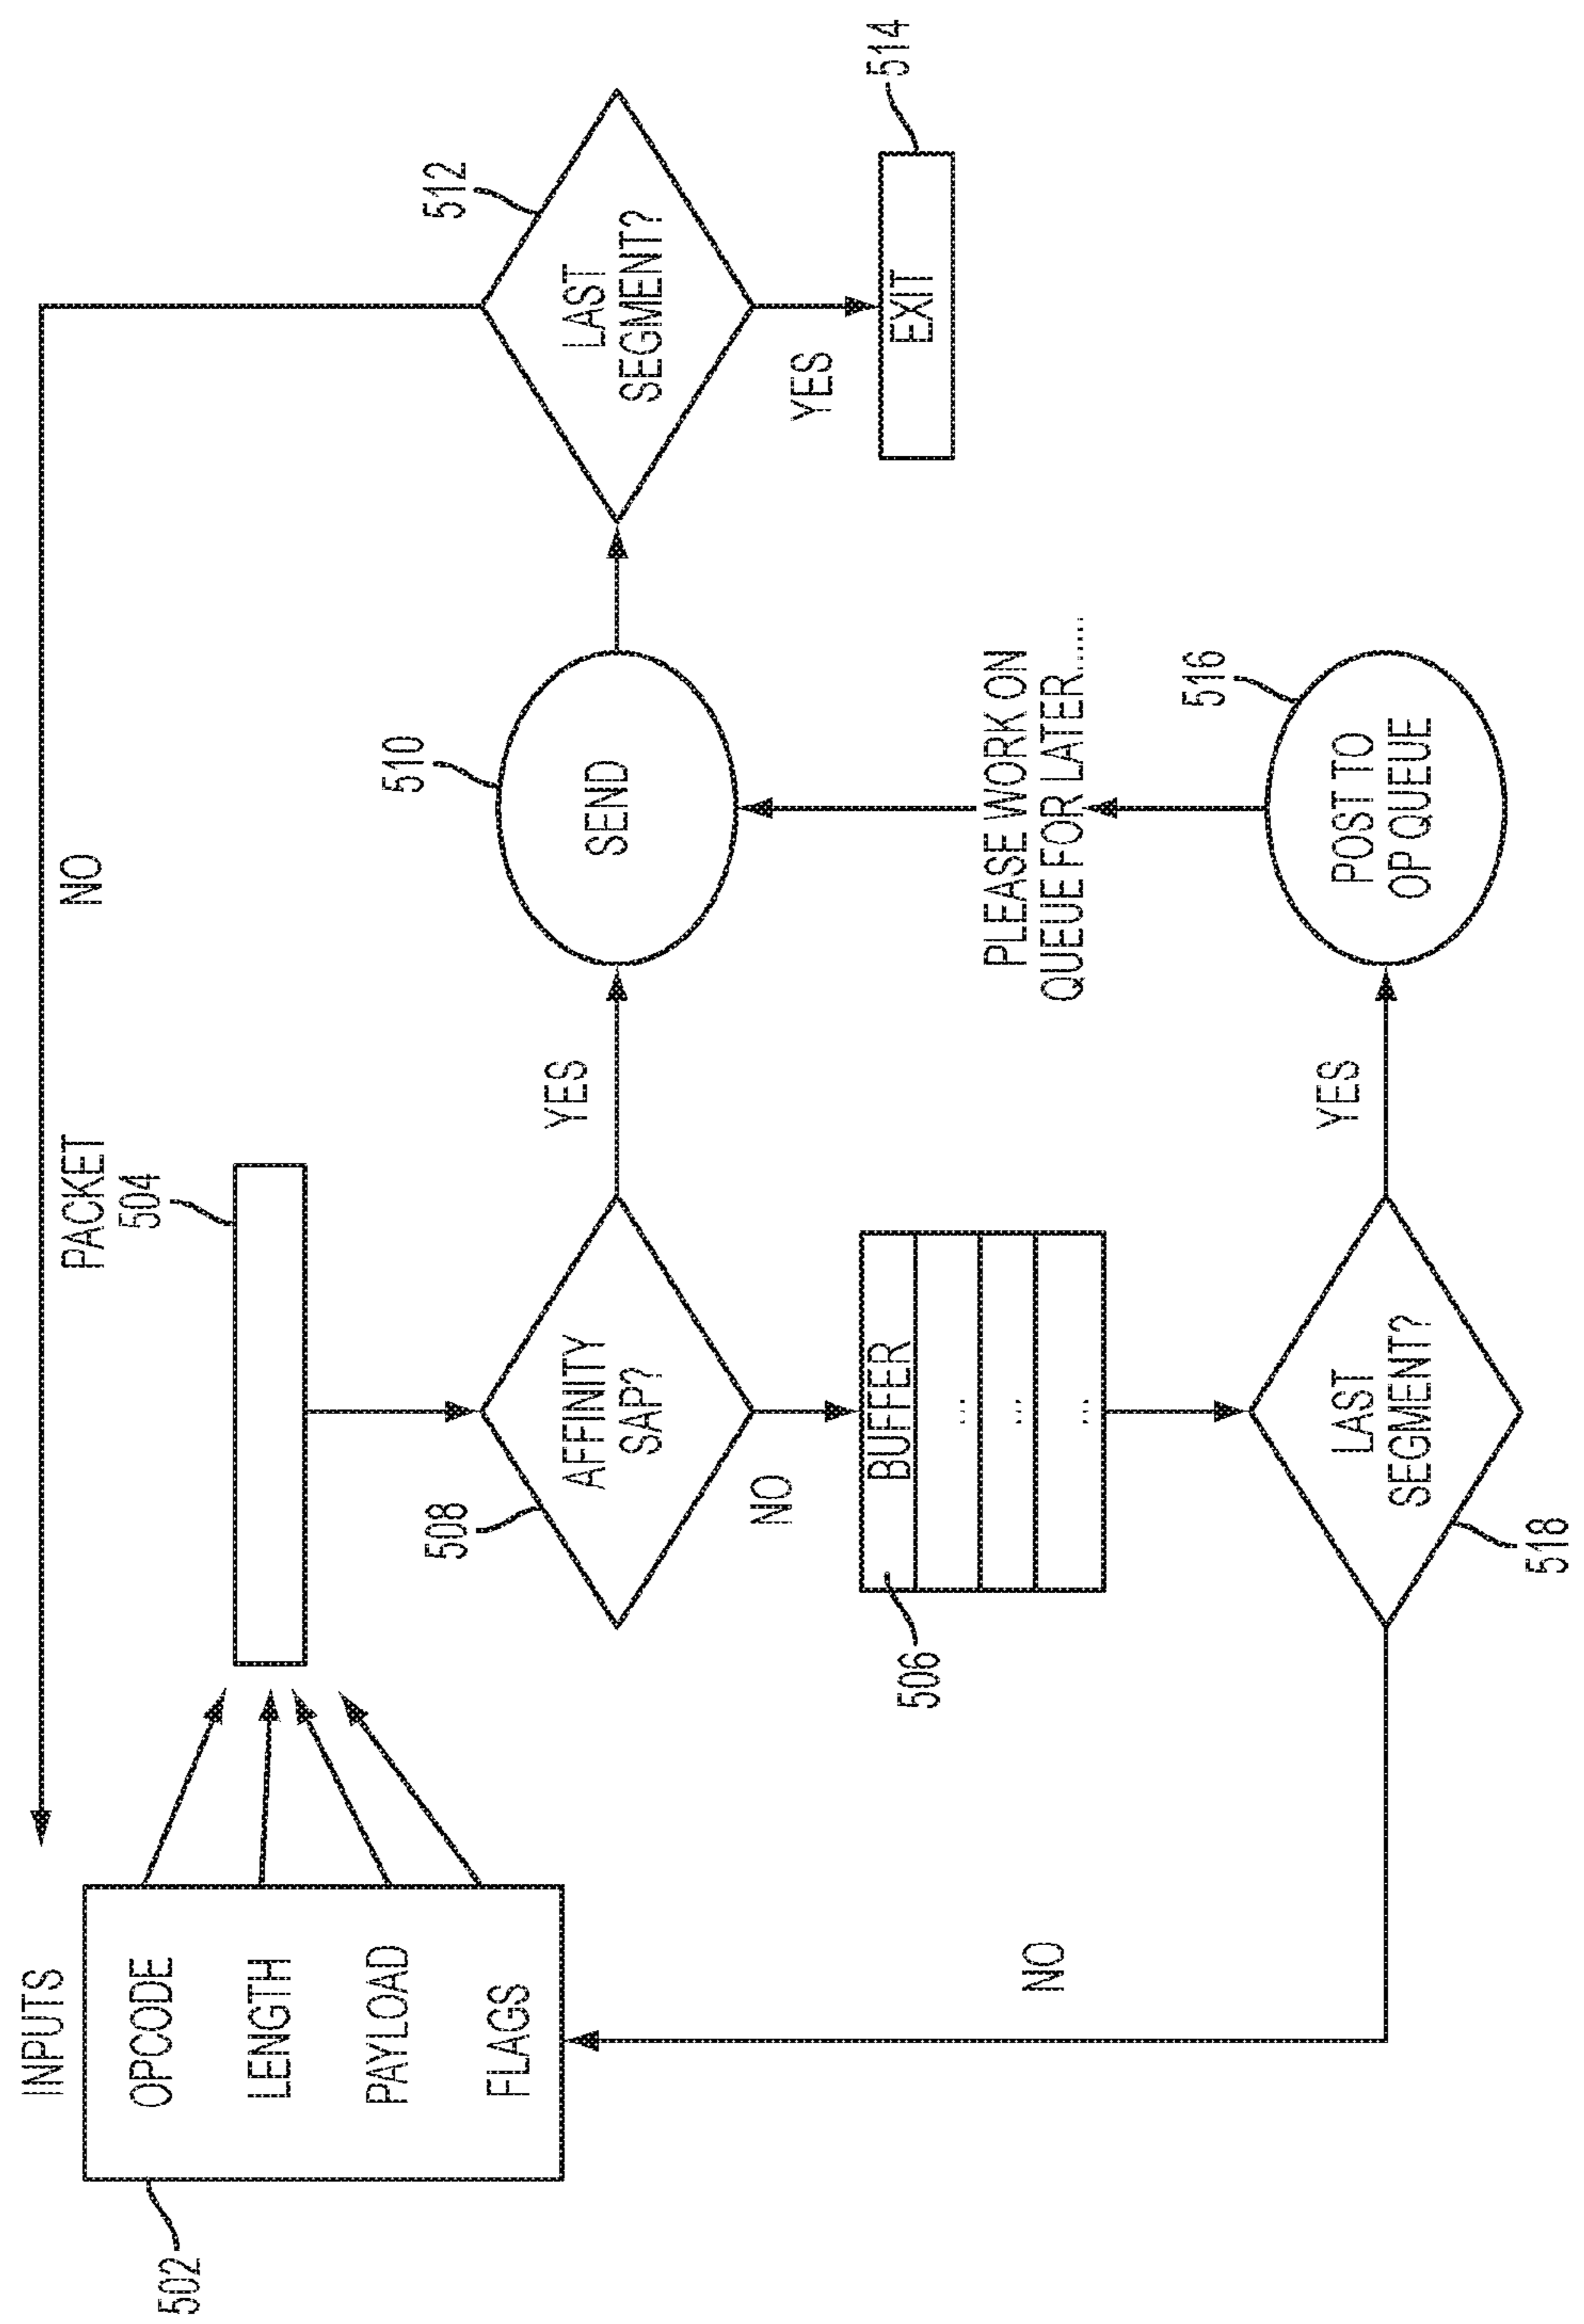 INPUTS
OPCODE
LENGTH
PAYLOAD
FLAGS
502
PACKET
504
NO
AFFINITY
SAP?
508
YES
NO
SEND
510
LAST
SEGMENT?
512
YES
EXIT
514
BUFFER
...
...
...
506
PLEASE WORK ON
QUEUE FOR LATER......
LAST
SEGMENT?
518
NO
YES
POST TO
OP QUEUE
516